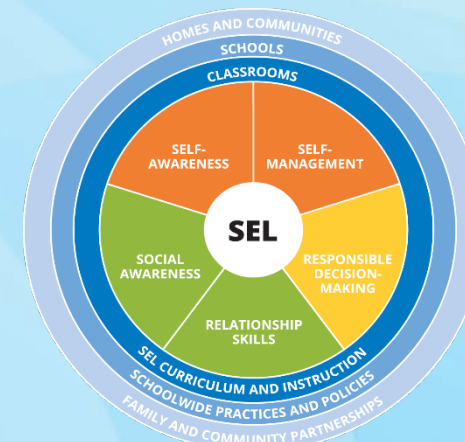 HOMES AND COMMUNITIES
SCHOOLS
CLASSROOMS
SELF-
AWARENESS
SELF-
MANAGEMENT
SEL
SOCIAL
AWARENESS
RESPONSIBLE
DECISION-
MAKING
RELATIONSHIP
SKILLS
SEL CURRICULUM AND INSTRUCTION
SCHOOLWIDE PRACTICES AND POLICIES
FAMILY AND COMMUNITY PARTNERSHIPS